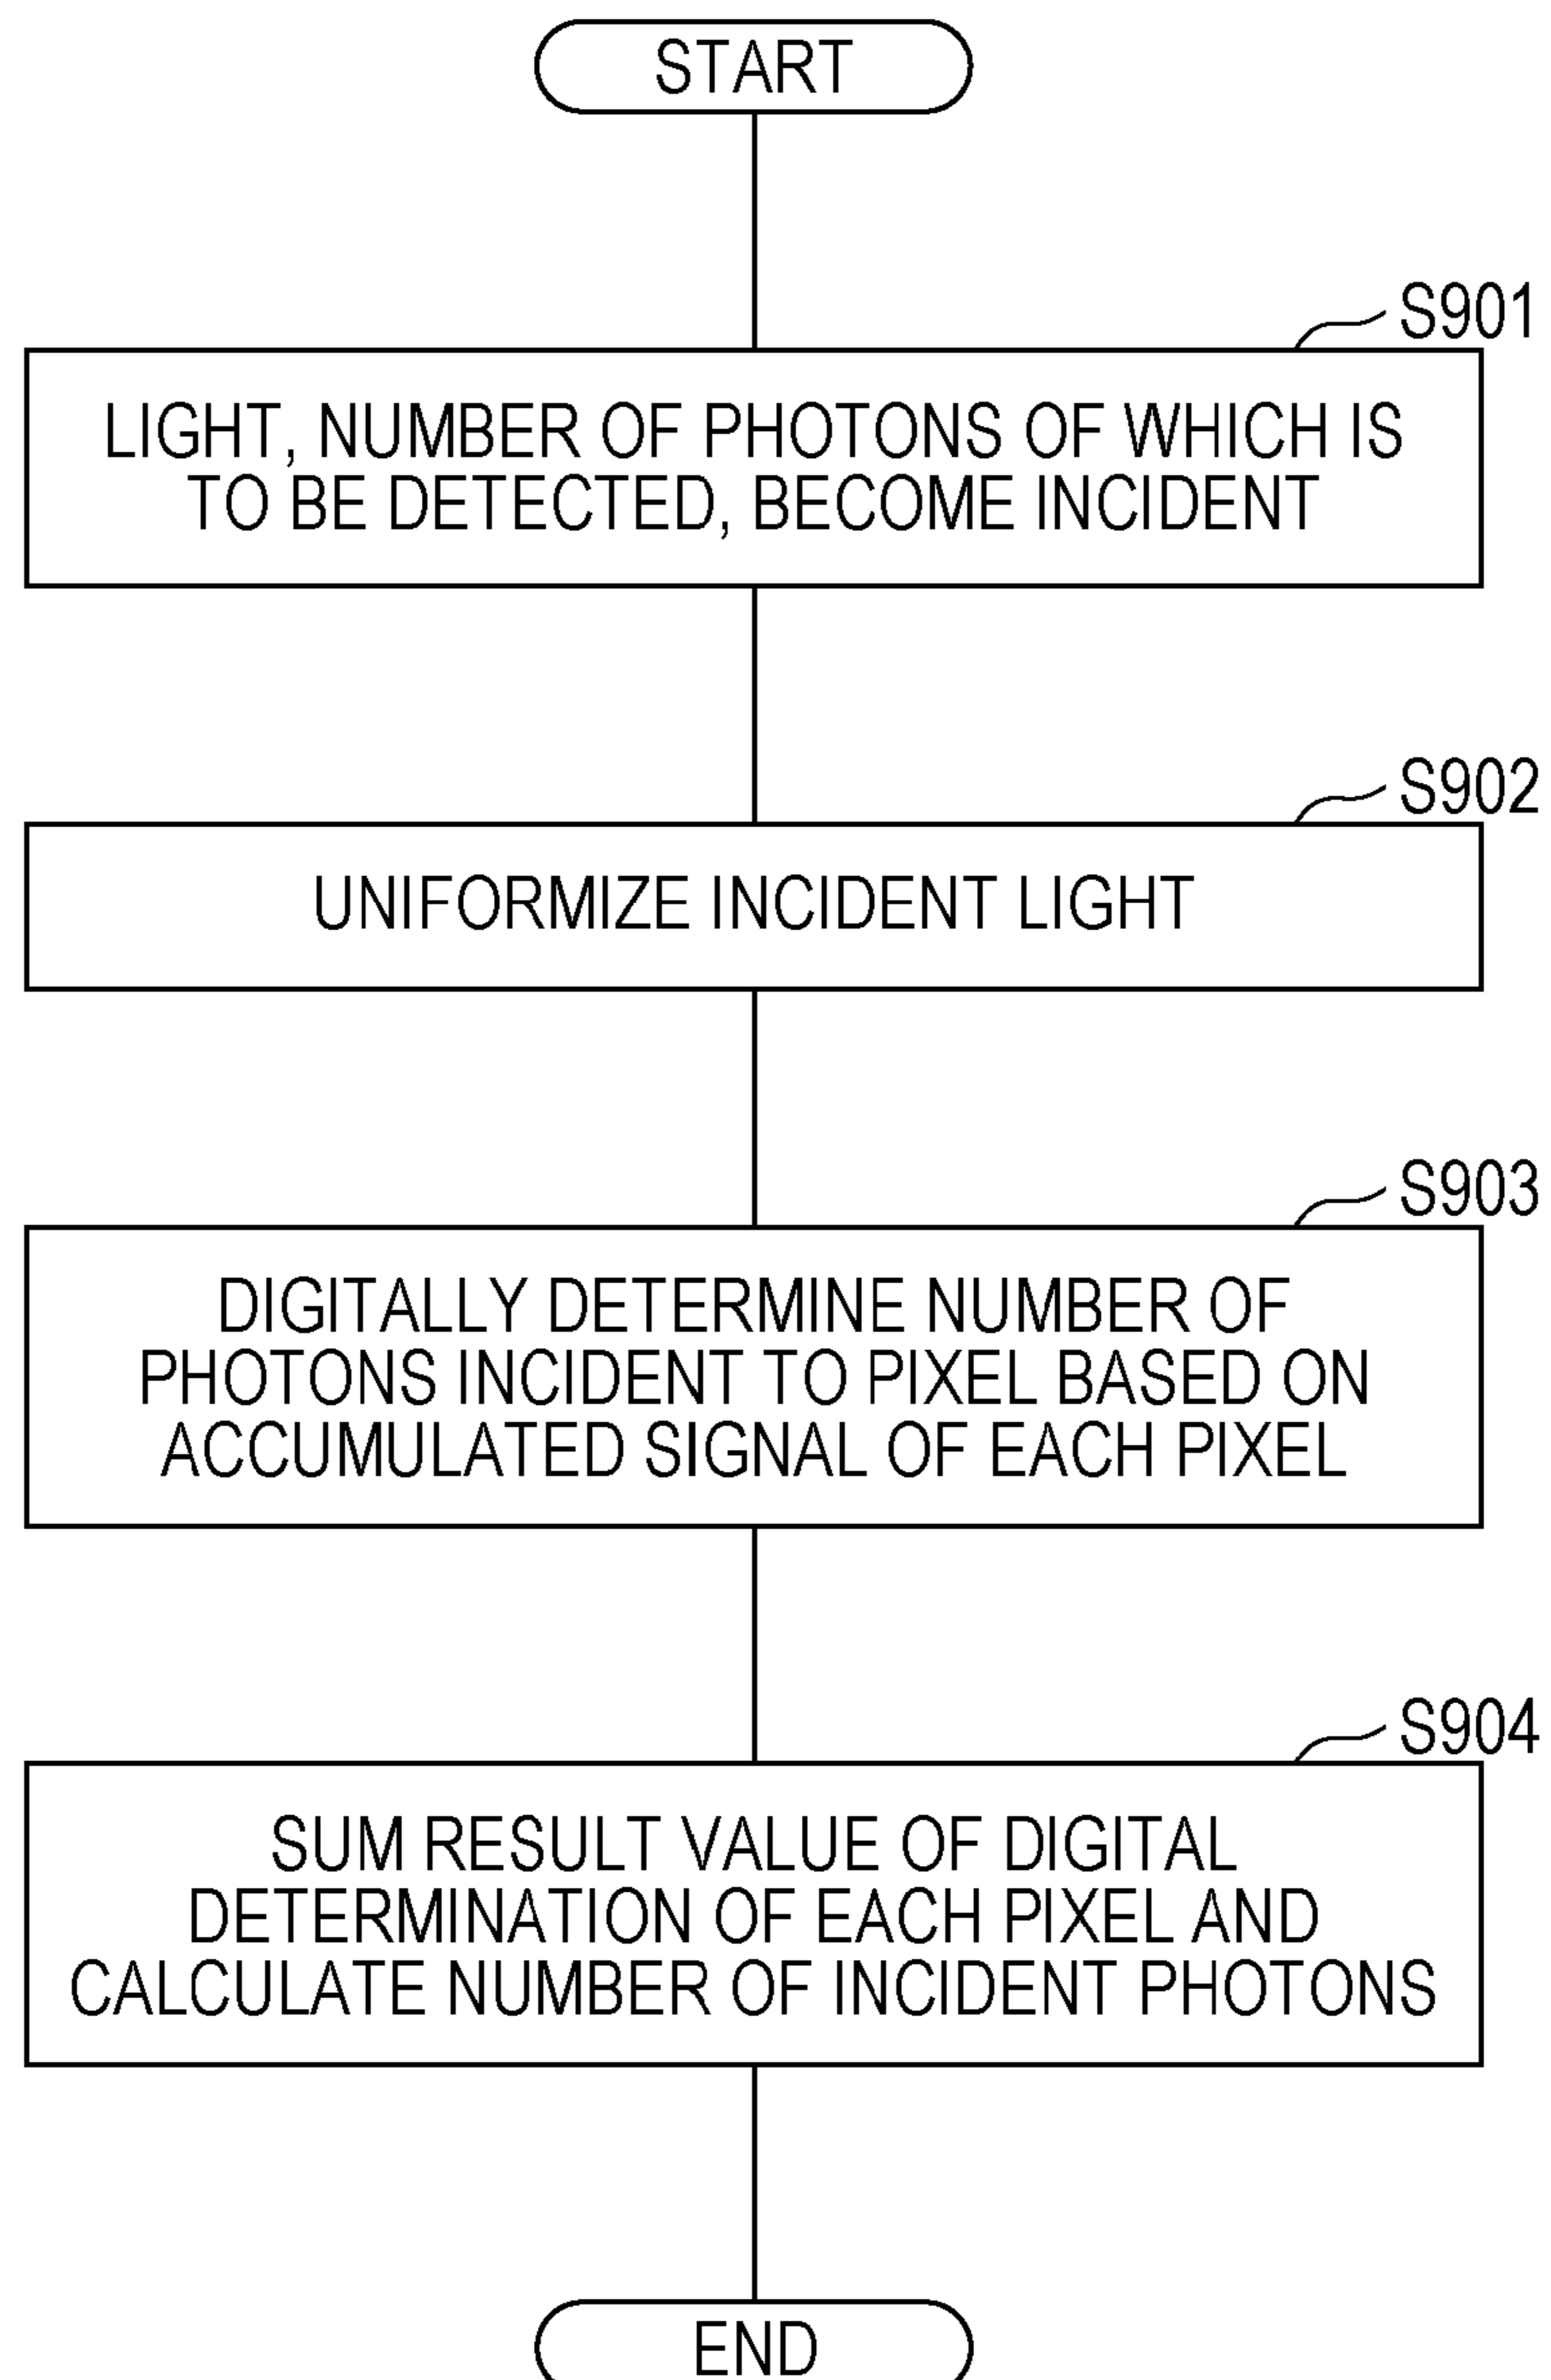 START
S901
LIGHT, NUMBER OF PHOTONS OF WHICH IS
TO BE DETECTED, BECOME INCIDENT
S902
UNIFORMIZE INCIDENT LIGHT
S903
DIGITALLY DETERMINE NUMBER OF
PHOTONS INCIDENT TO PIXEL BASED ON
ACCUMULATED SIGNAL OF EACH PIXEL
S904
SUM RESULT VALUE OF DIGITAL
DETERMINATION OF EACH PIXEL AND
CALCULATE NUMBER OF INCIDENT PHOTONS
END